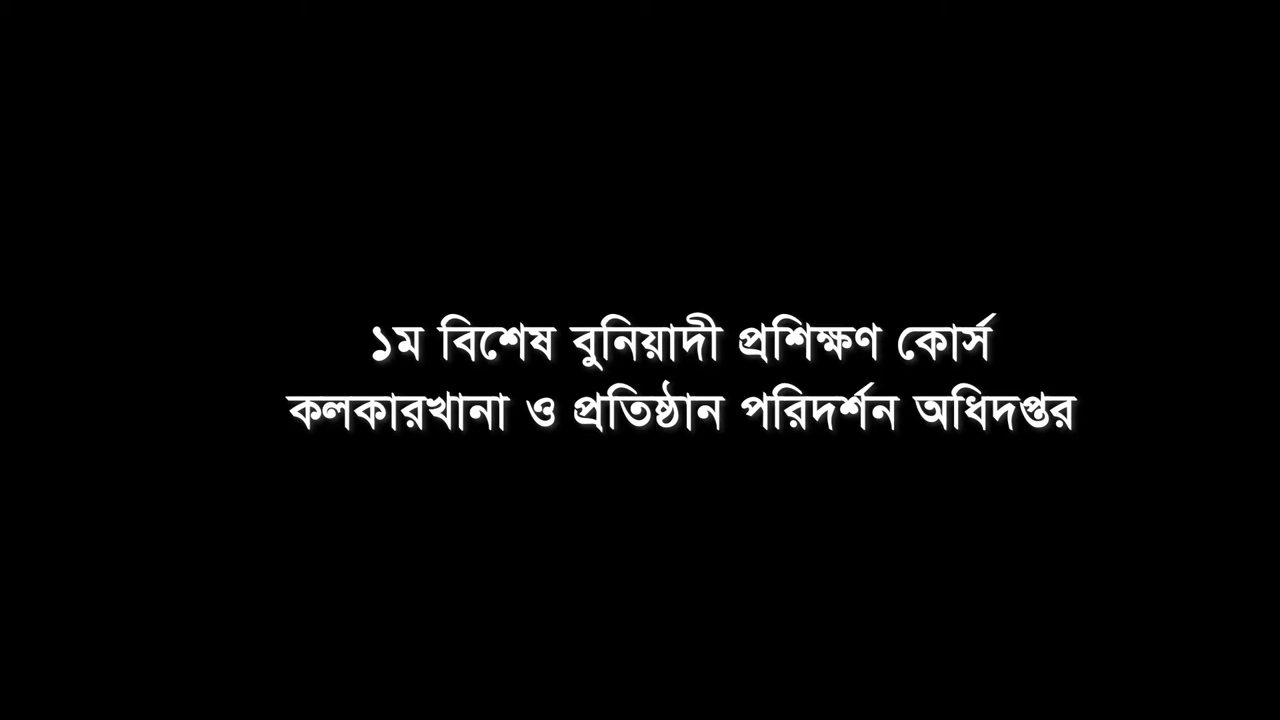 ১ম বিশেষ বুনিয়াদী প্রশিক্ষণ কোর্স
কলকারখানা ও প্রতিষ্ঠান পরিদর্শন অধিদপ্তর